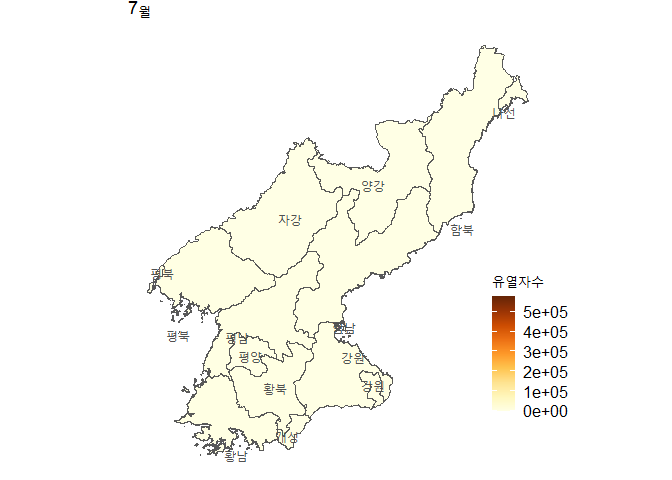 7월
나선
양강
자강
함북
평북
유열자수
5e+05
4e+05
3e+05
2e+05
1e+05
0e+00
평북
함남
평남
평양
강원
황북
강원
개성
황남